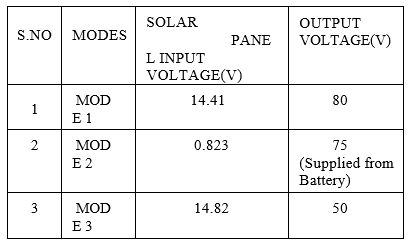 S.NO MODES SOLAR PANE OUTPUT
L INPUT VOLTAGE(V)
VOLTAGE(V)
1 MOD 14.41 80
E 1
2 MOD 0.823 75
E 2 (Supplied from
Battery)
3 MOD 14.82 50
E 3